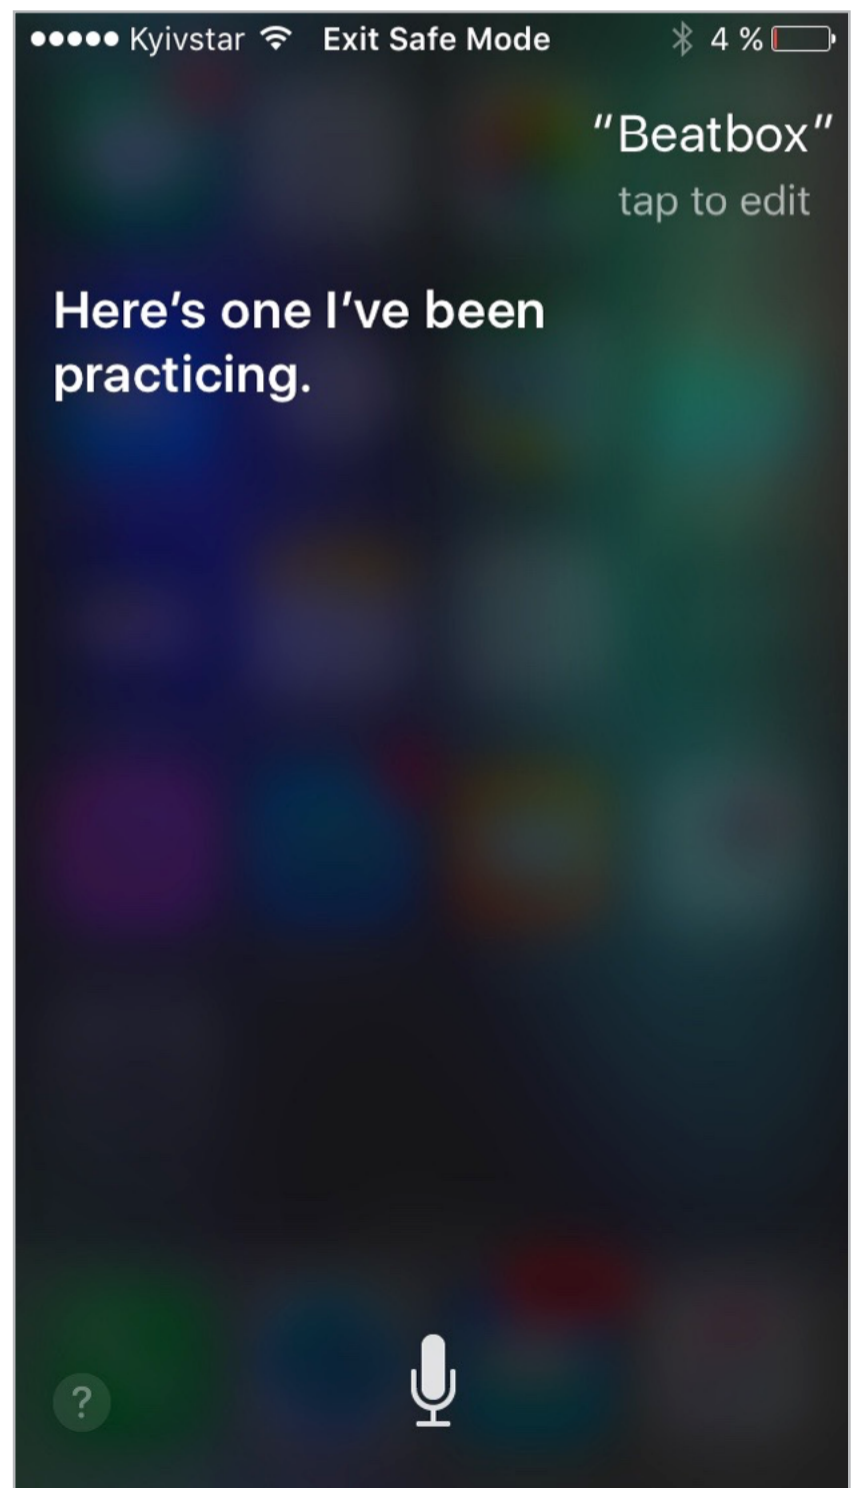 Kyivstar Exit Safe Mode 4 %
“Beatbox”
tap to edit
Here’s one I’ve been
practicing.
?